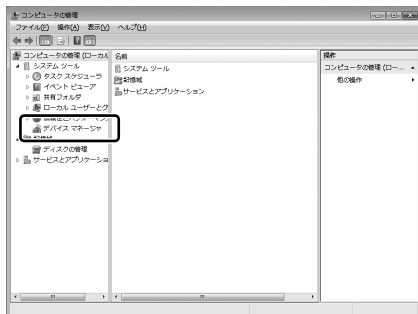 コンピュータの管理
ファイル(F) 操作(A) 表示(V) ヘルプ(H)
コンピュータの管理 (ローカル
システム ツール
タスク スケジューラ
イベント ビューア
共有フォルダ
ローカル ユーザーとグ
デバイス マネージャ
ディスクの管理
サービスとアプリケーショ
名前
システム ツール
記憶域
サービスとアプリケーション
操作
コンピュータの管理 (ロー...
他の操作